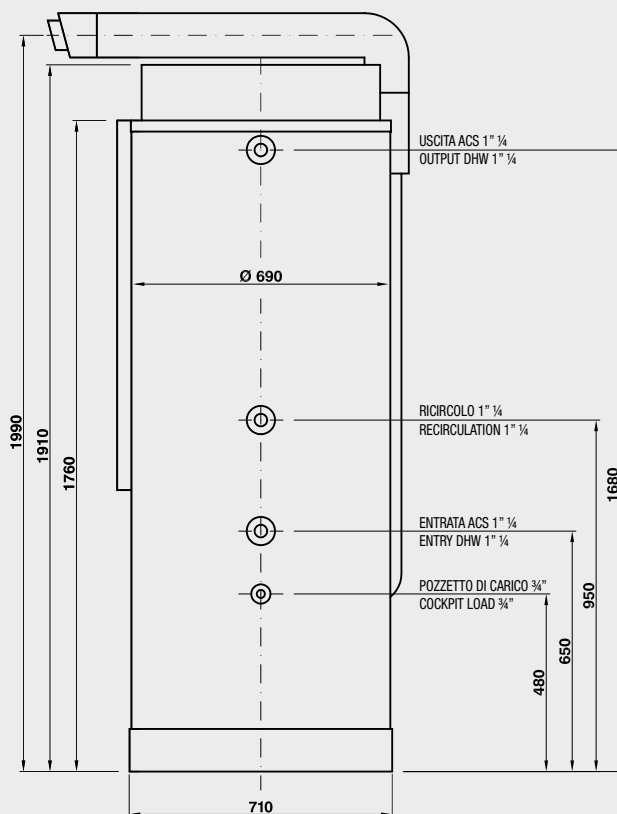 USCITA ACS 1” ¼
OUTPUT DHW 1” ¼
Ø 690
RICIRCOLO 1” ¼
RECIRCULATION 1” ¼
1990
1910
1760
1680
ENTRATA ACS 1” ¼
ENTRY DHW 1” ¼
POZZETTO DI CARICO ¾”
COCKPIT LOAD ¾”
950
650
480
710